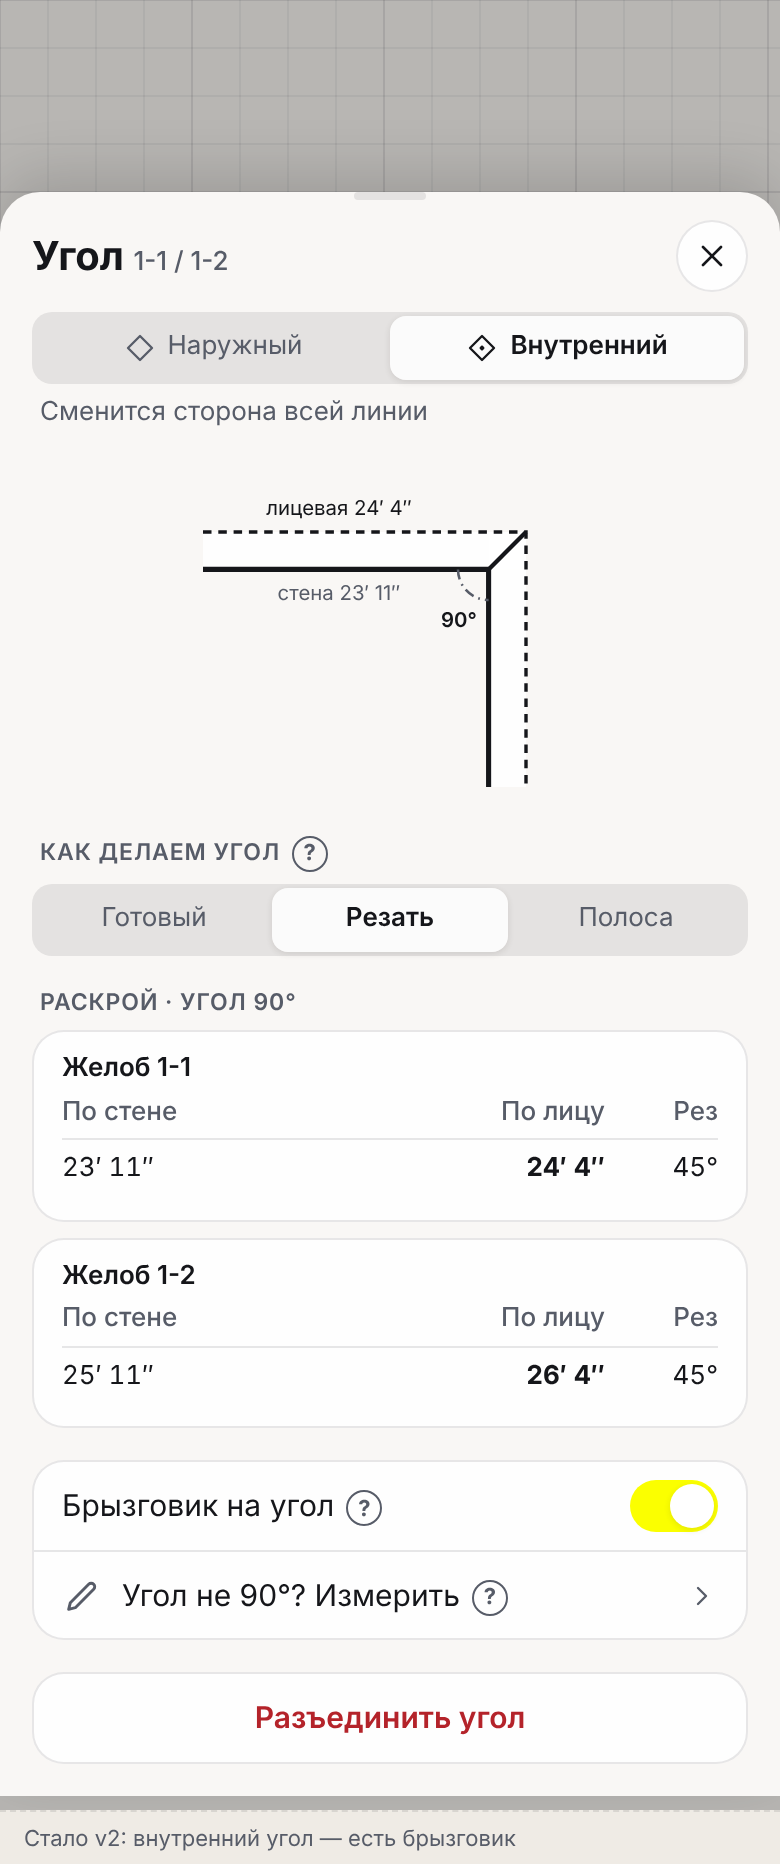 Угол 1-1 / 1-2
Наружный Внутренний
Сменится сторона всей линии
лицевая 24′ 4″
стена 23′ 11″
90°
КАК ДЕЛАЕМ УГОЛ ?
Готовый Резать Полоса
РАСКРОЙ · УГОЛ 90°
Желоб 1-1
По стене По лицу Рез
23′ 11″ 24′ 4″ 45°
Желоб 1-2
По стене По лицу Рез
25′ 11″ 26′ 4″ 45°
Брызговик на угол ?
Угол не 90°? Измерить ?
Разъединить угол
Стало v2: внутренний угол — есть брызговик